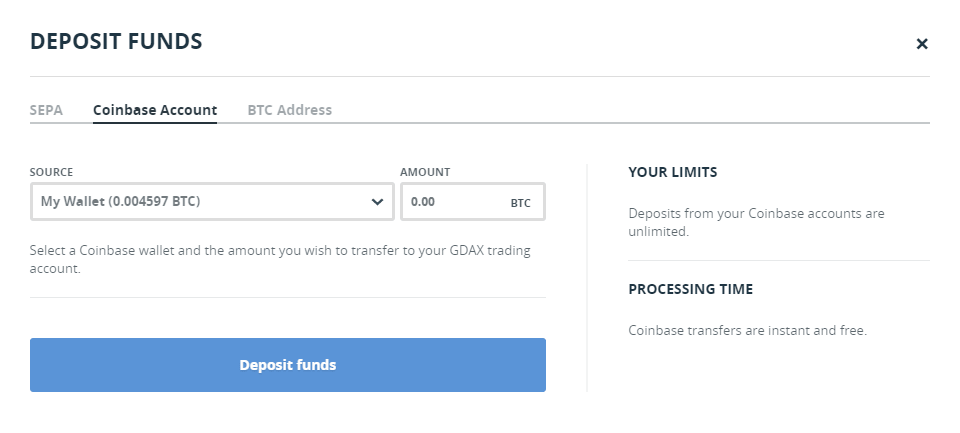 DEPOSIT FUNDS
SEPA Coinbase Account BTC Address
SOURCE AMOUNT
My Wallet (0.004597 BTC) 0.00 BTC
Select a Coinbase wallet and the amount you wish to transfer to your GDAX trading
account.
Deposit funds
YOUR LIMITS
Deposits from your Coinbase accounts are
unlimited.
PROCESSING TIME
Coinbase transfers are instant and free.